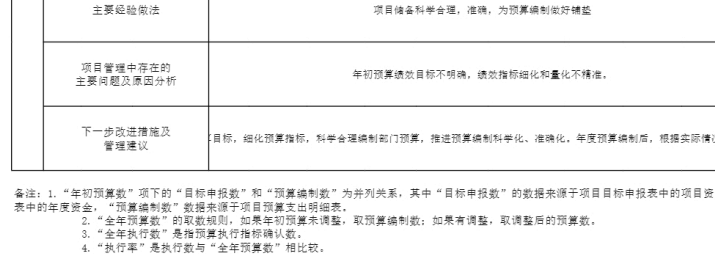 主要经验做法
项目储备科学合理，准确，为预算编制做好铺垫
项目管理中存在的
主要问题及原因分析
年初预算绩效目标不明确，绩效指标细化和量化不精准。
下一步改进措施及
管理建议
目标，细化预算指标，科学合理编制部门预算，推进预算编制科学化、准确化。年度预算编制后，根据实际情
备注：1.“年初预算数”项下的“目标申报数”和“预算编制数”为并列关系，其中“目标申报数”的数据来源于项目目标申报表中的项目资
表中的年度资金，“预算编制数”数据来源于项目预算支出明细表。
2.“全年预算数”的取数规则，如果年初预算未调整，取预算编制数；如果有调整，取调整后的预算数。
3.“全年执行数”是指预算执行指标确认数。
4.“执行率”是执行数与“全年预算数”相比较。